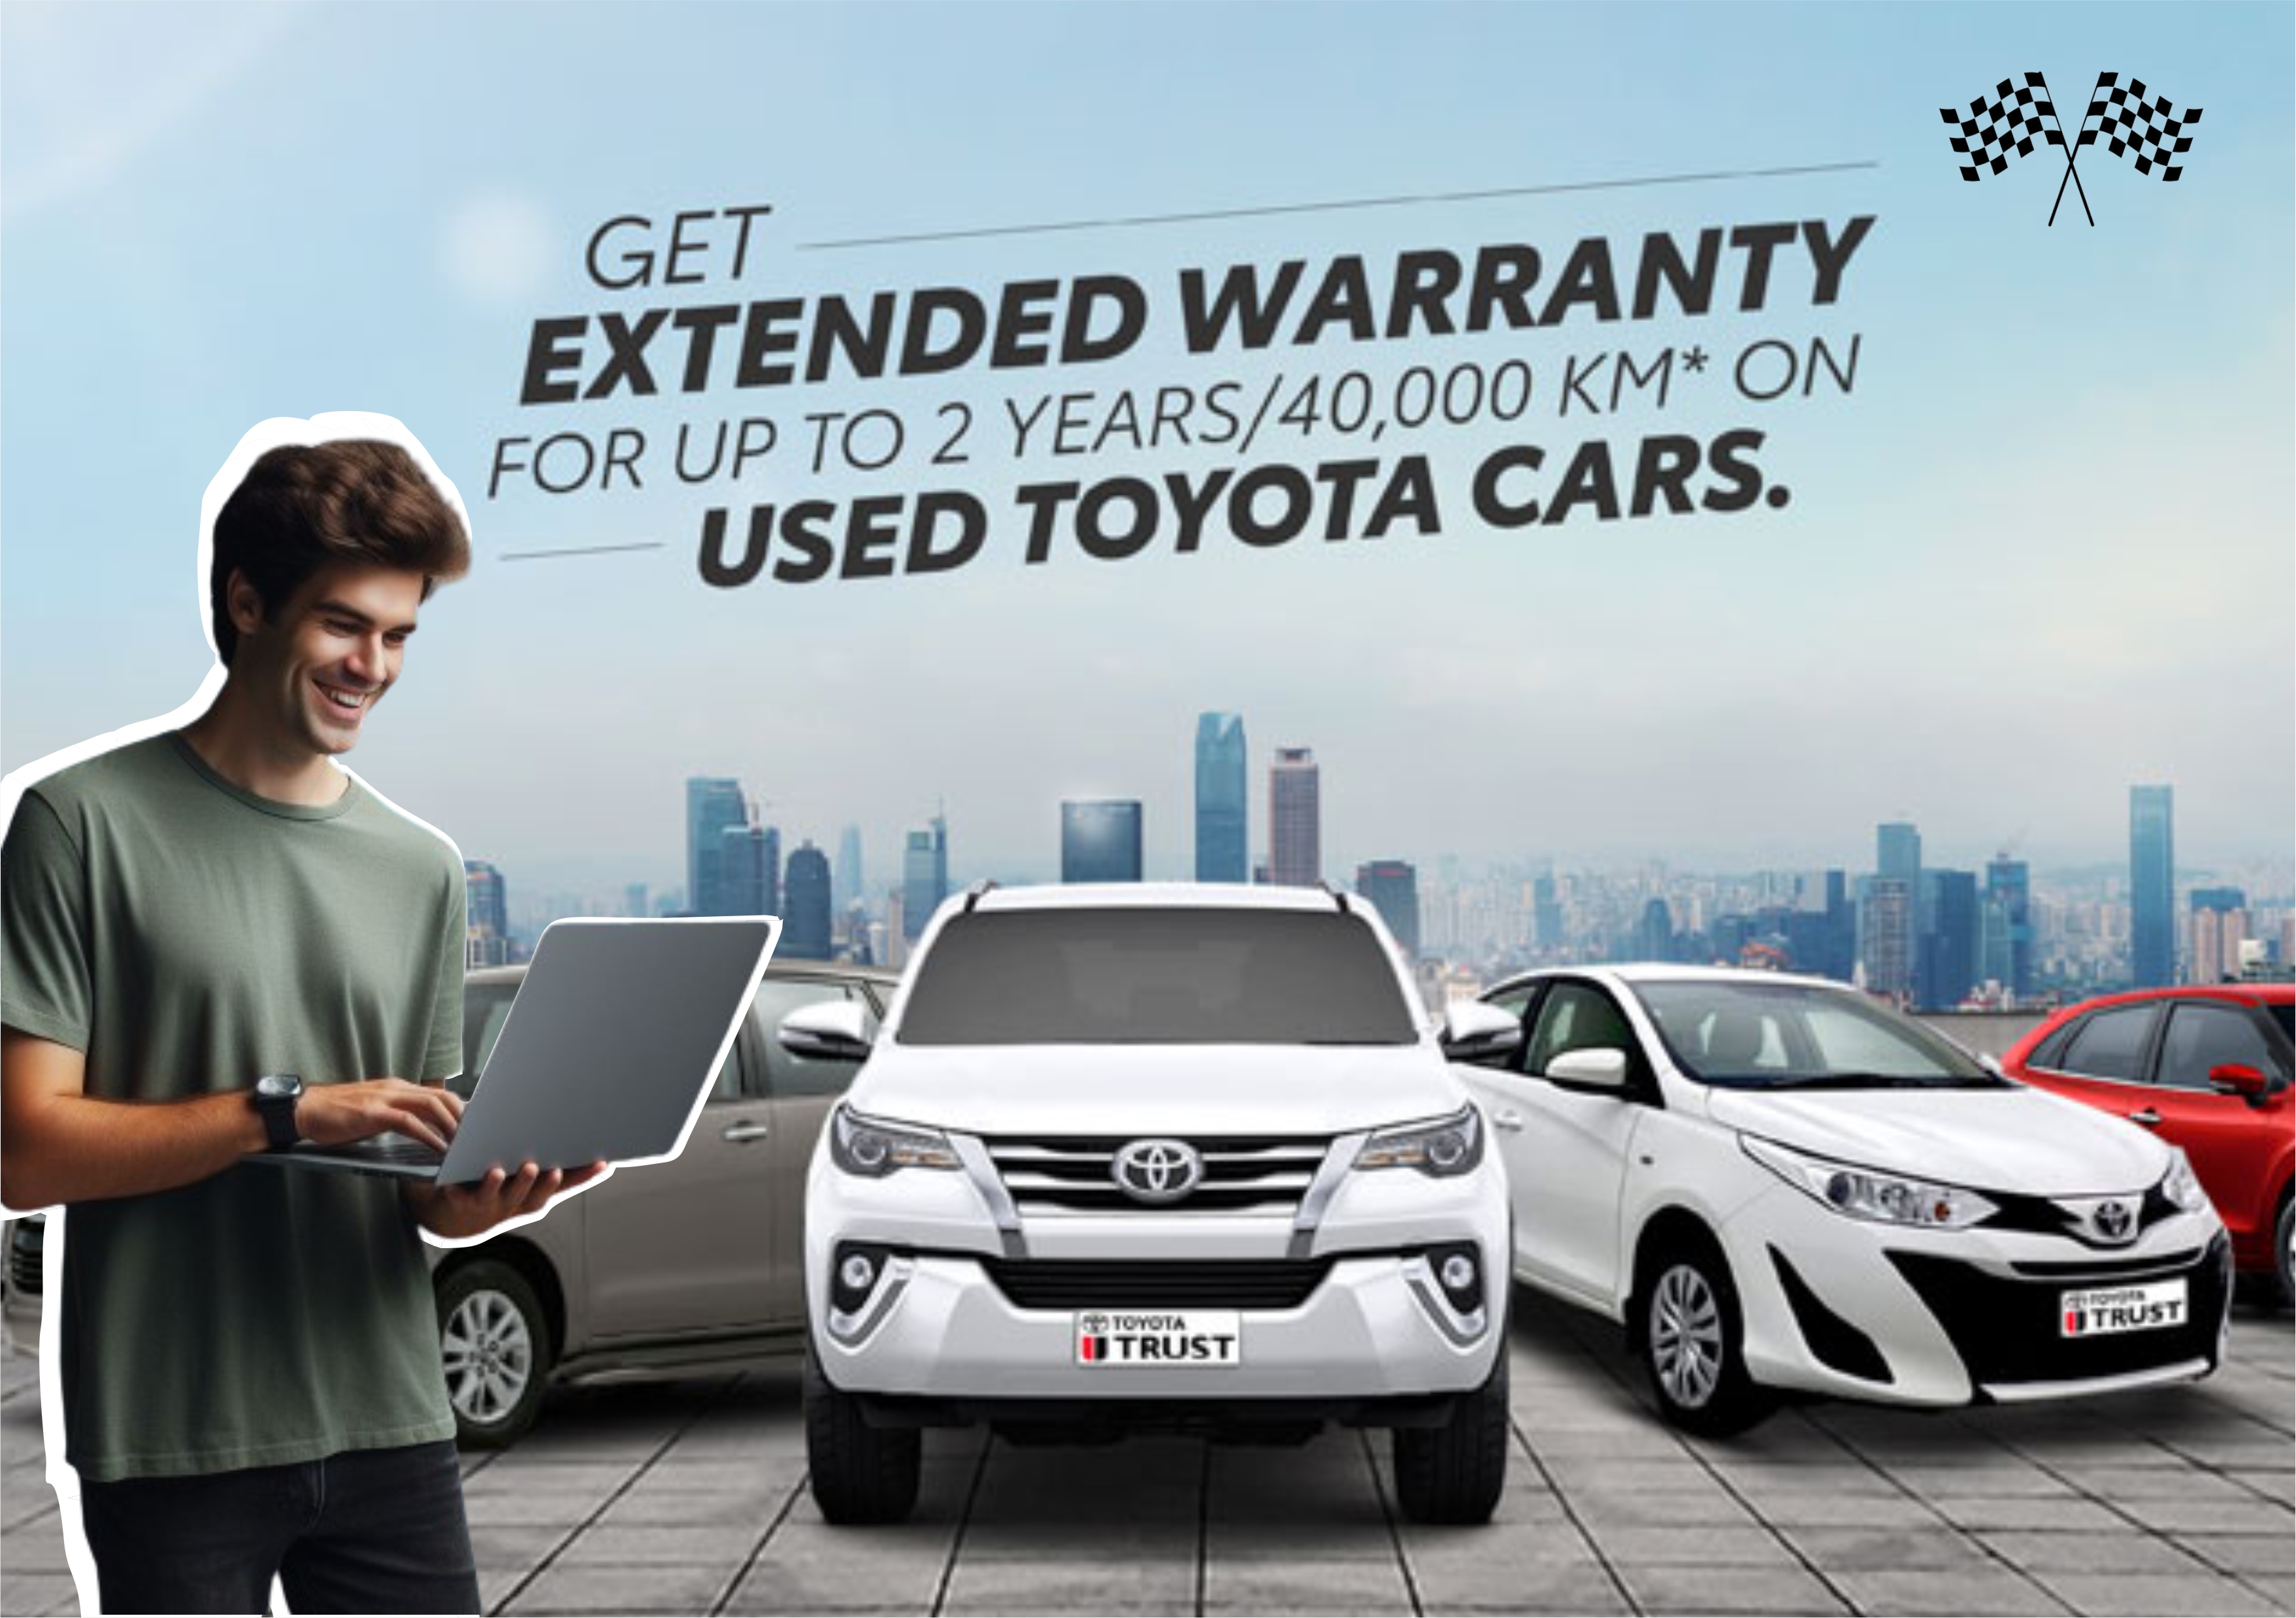 GET
EXTENDED WARRANTY
FOR UP TO 2 YEARS/40,000 KM* ON
USED TOYOTA CARS.
TOYOTA
TRUST
TOYOTA
TRUST